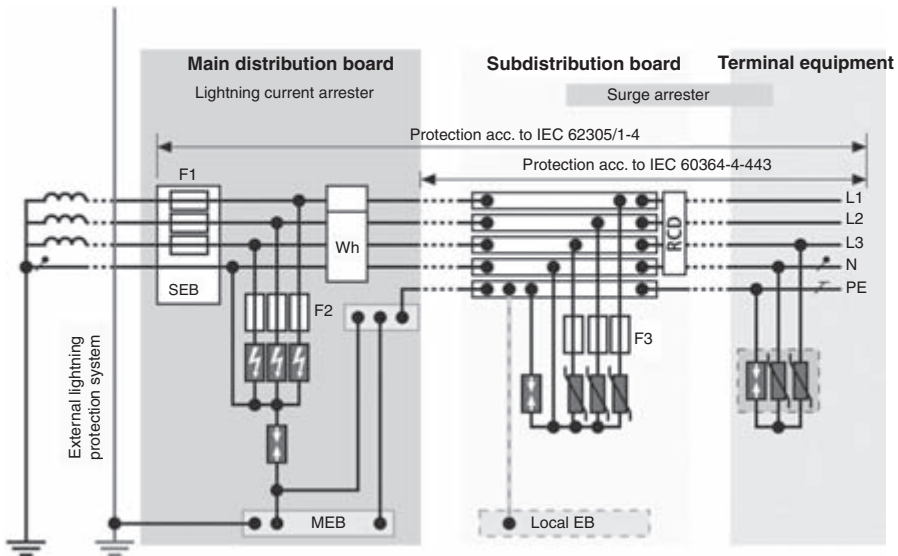 Main distribution board
Subdistribution board
Terminal equipment
Lightning current arrester
Surge arrester
Protection acc. to IEC 62305/1-4
Protection acc. to IEC 60364-4-443
F1
L1
L2
L3
N
PE
Wh
RCD
SEB
F2
F3
External lightning
protection system
MEB
Local EB